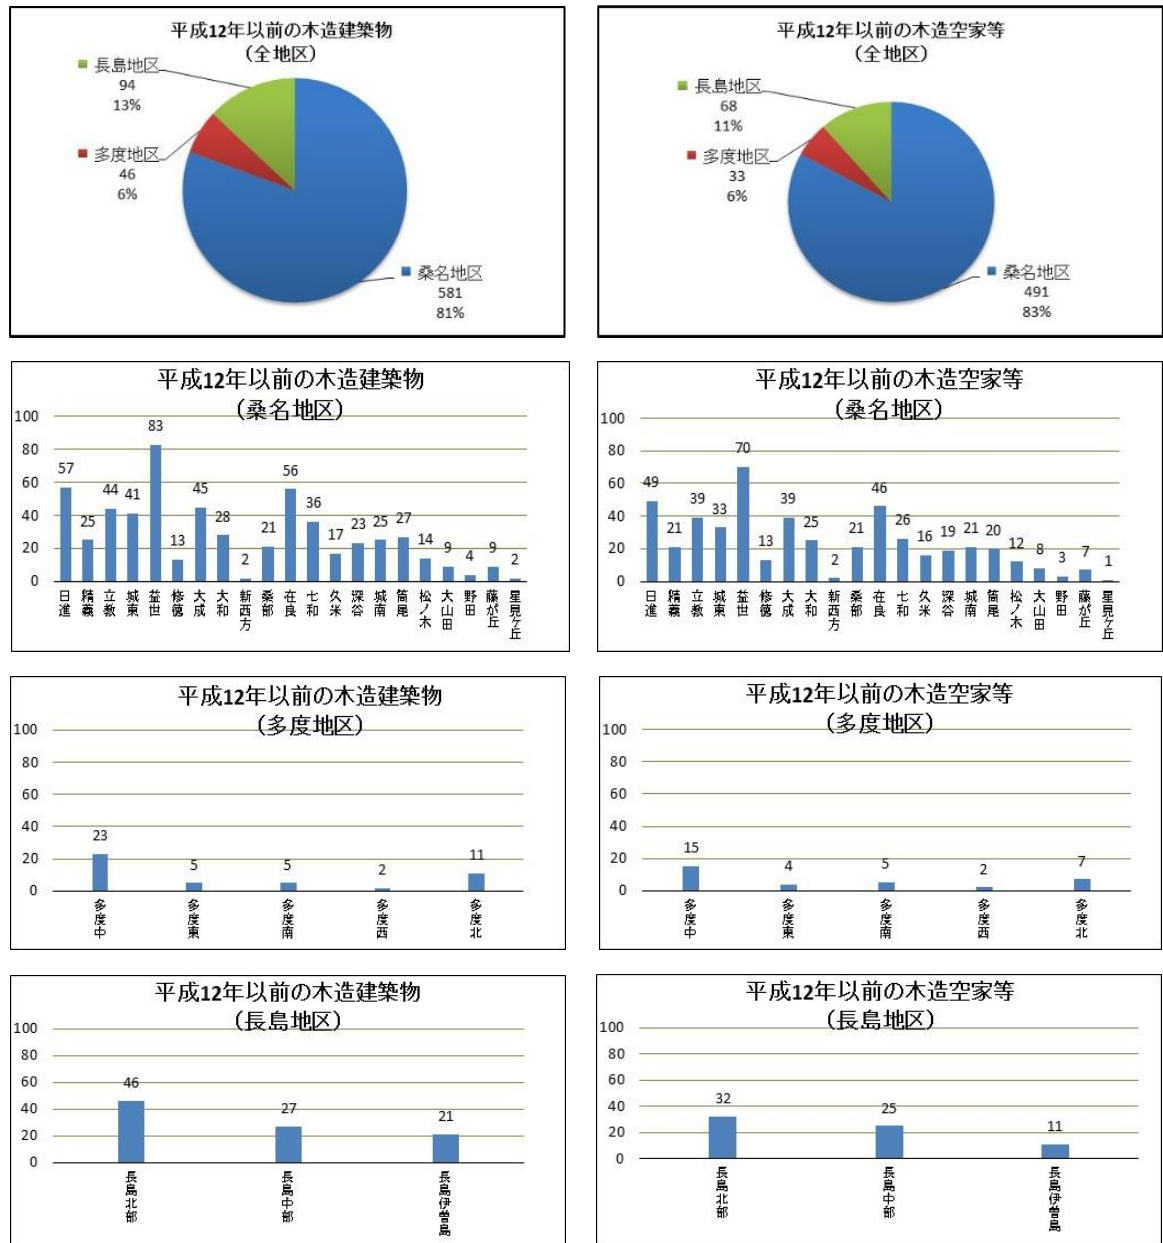 平成12年以前の木造建築物
（全地区）
長島地区
94
13%
多度地区
46
6%
桑名地区
581
81%
平成12年以前の木造空家等
（全地区）
長島地区
68
11%
多度地区
33
6%
桑名地区
491
83%
平成12年以前の木造建築物
（桑名地区）
100
80
60
40
20
0
57
25
44
41
83
13
45
28
2
21
56
36
17
23
25
27
14
9
4
9
2
日進
精義
立教
城東
益世
修徳
大成
大和
新西方
桑部
在良
七和
久米
深谷
城南
筒尾
松ノ木
大山田
野田
藤が丘
星見ケ丘
平成12年以前の木造空家等
（桑名地区）
100
80
60
40
20
0
49
21
39
33
70
13
39
25
2
21
46
26
16
19
21
20
12
8
3
7
1
日進
精義
立教
城東
益世
修徳
大成
大和
新西方
桑部
在良
七和
久米
深谷
城南
筒尾
松ノ木
大山田
野田
藤が丘
星見ケ丘
平成12年以前の木造建築物
（多度地区）
100
80
60
40
20
0
23
5
5
2
11
多度中
多度東
多度南
多度西
多度北
平成12年以前の木造空家等
（多度地区）
100
80
60
40
20
0
15
4
5
2
7
多度中
多度東
多度南
多度西
多度北
平成12年以前の木造建築物
（長島地区）
100
80
60
40
20
0
46
27
21
長島北部
長島中部
長島伊曽島
平成12年以前の木造空家等
（長島地区）
100
80
60
40
20
0
32
25
11
長島北部
長島中部
長島伊曽島